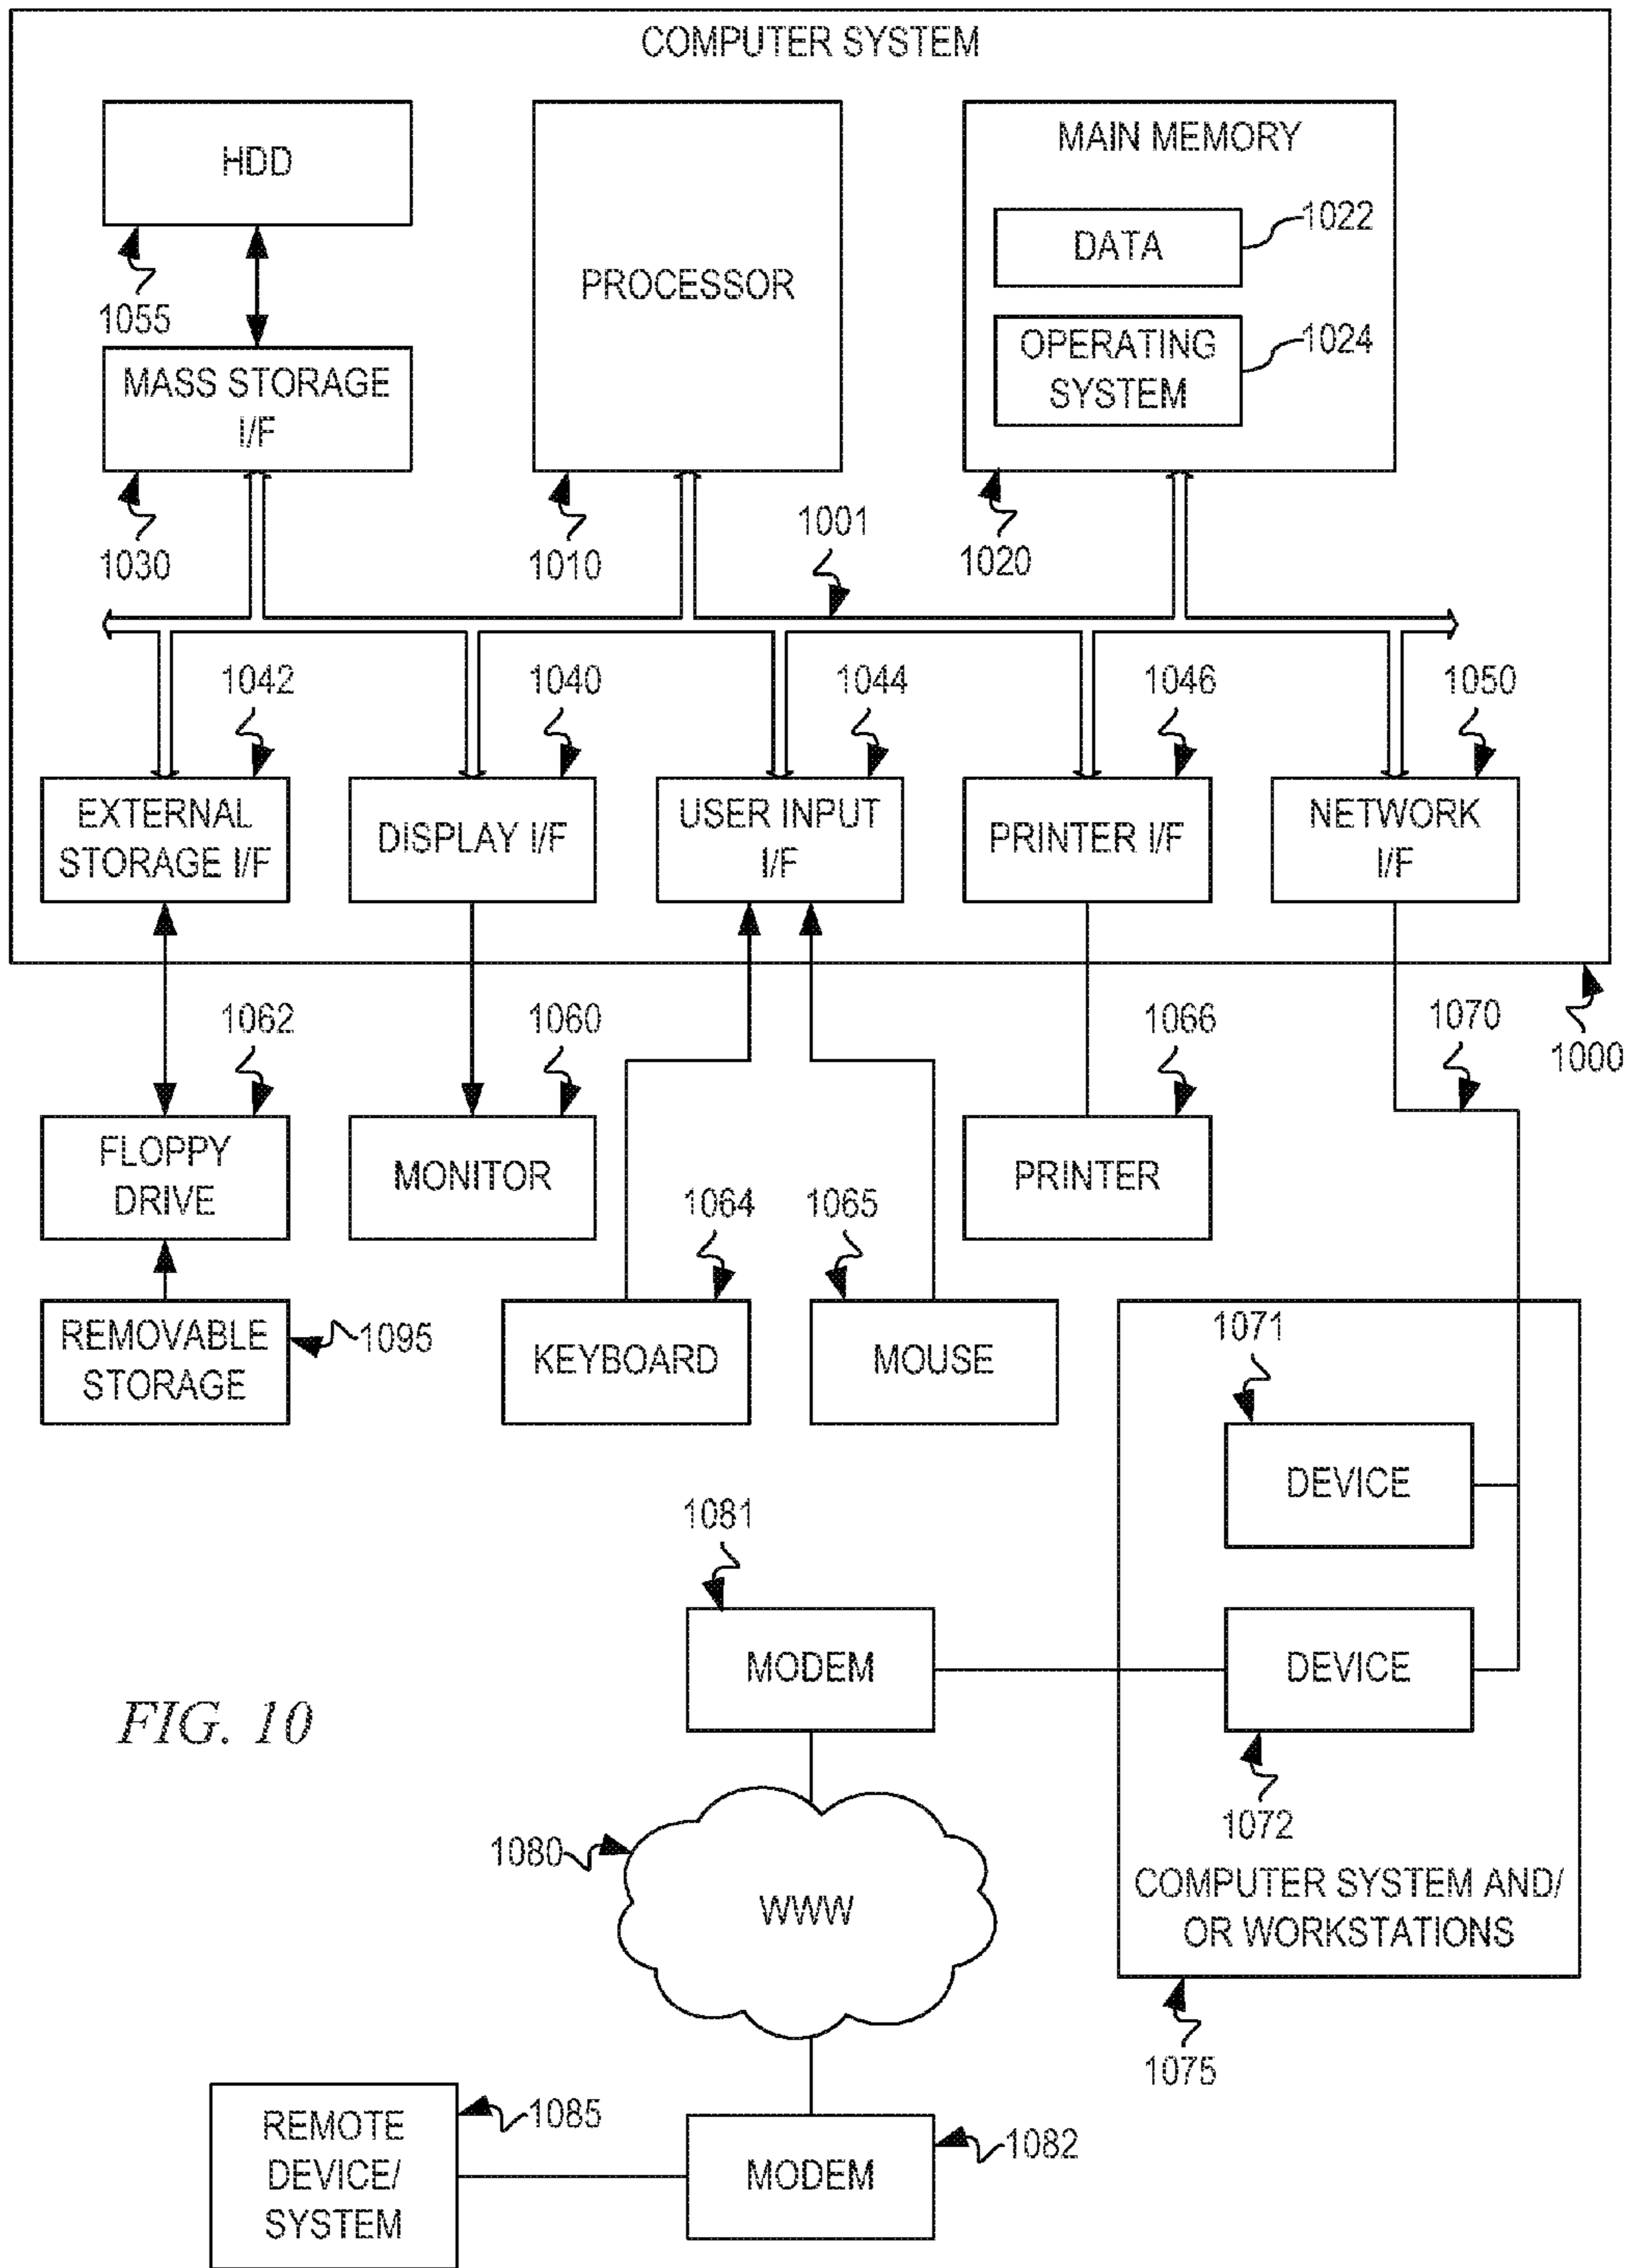 COMPUTER SYSTEM
HDD
1055
MASS STORAGE
I/F
1030
PROCESSOR
1010
MAIN MEMORY
DATA
1022
OPERATING
SYSTEM
1024
1020
1001
1042
1040
1044
1046
1050
EXTERNAL
STORAGE I/F
DISPLAY I/F
USER INPUT
I/F
PRINTER I/F
NETWORK
I/F
1000
1062
1060
1066
1070
FLOPPY
DRIVE
MONITOR
PRINTER
1064
1065
REMOVABLE
STORAGE
1095
KEYBOARD
MOUSE
1071
DEVICE
1081
MODEM
DEVICE
1072
FIG. 10
1080
WWW
COMPUTER SYSTEM AND/
OR WORKSTATIONS
1075
REMOTE
DEVICE/
SYSTEM
1085
MODEM
1082